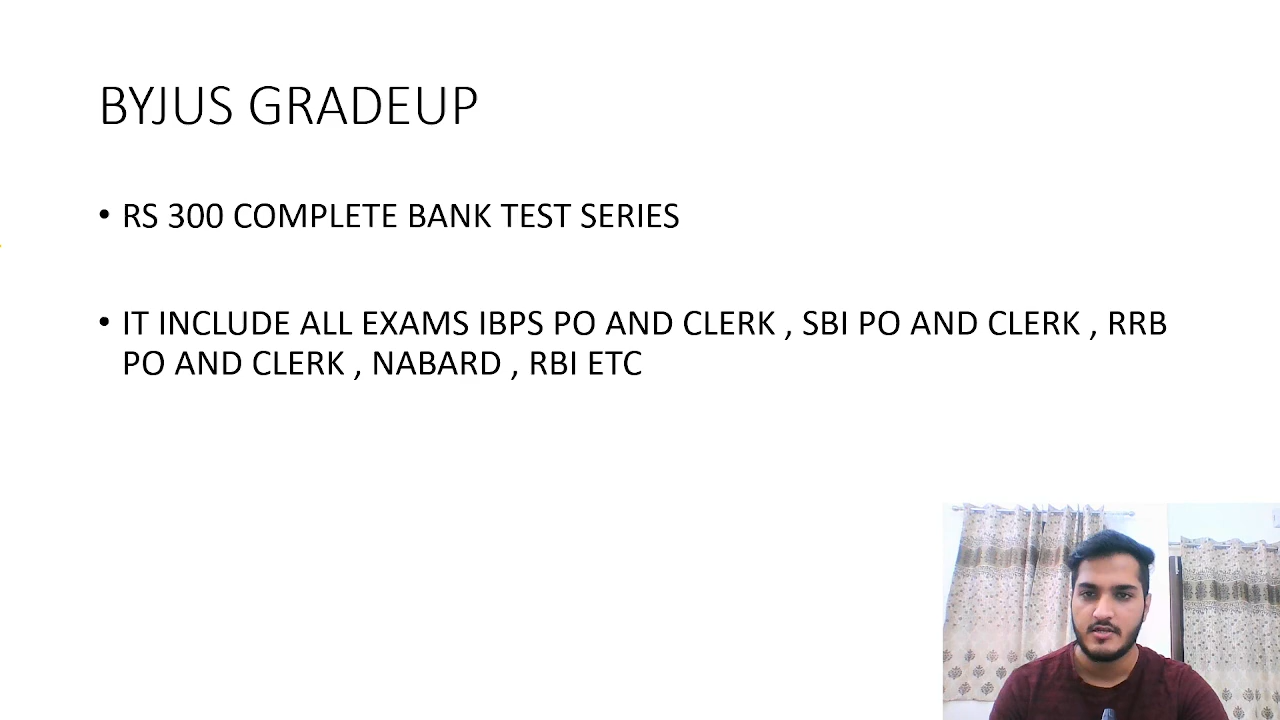 BYJUS GRADEUP
• RS 300 COMPLETE BANK TEST SERIES
• IT INCLUDE ALL EXAMS IBPS PO AND CLERK , SBI PO AND CLERK , RRB
PO AND CLERK , NABARD , RBI ETC